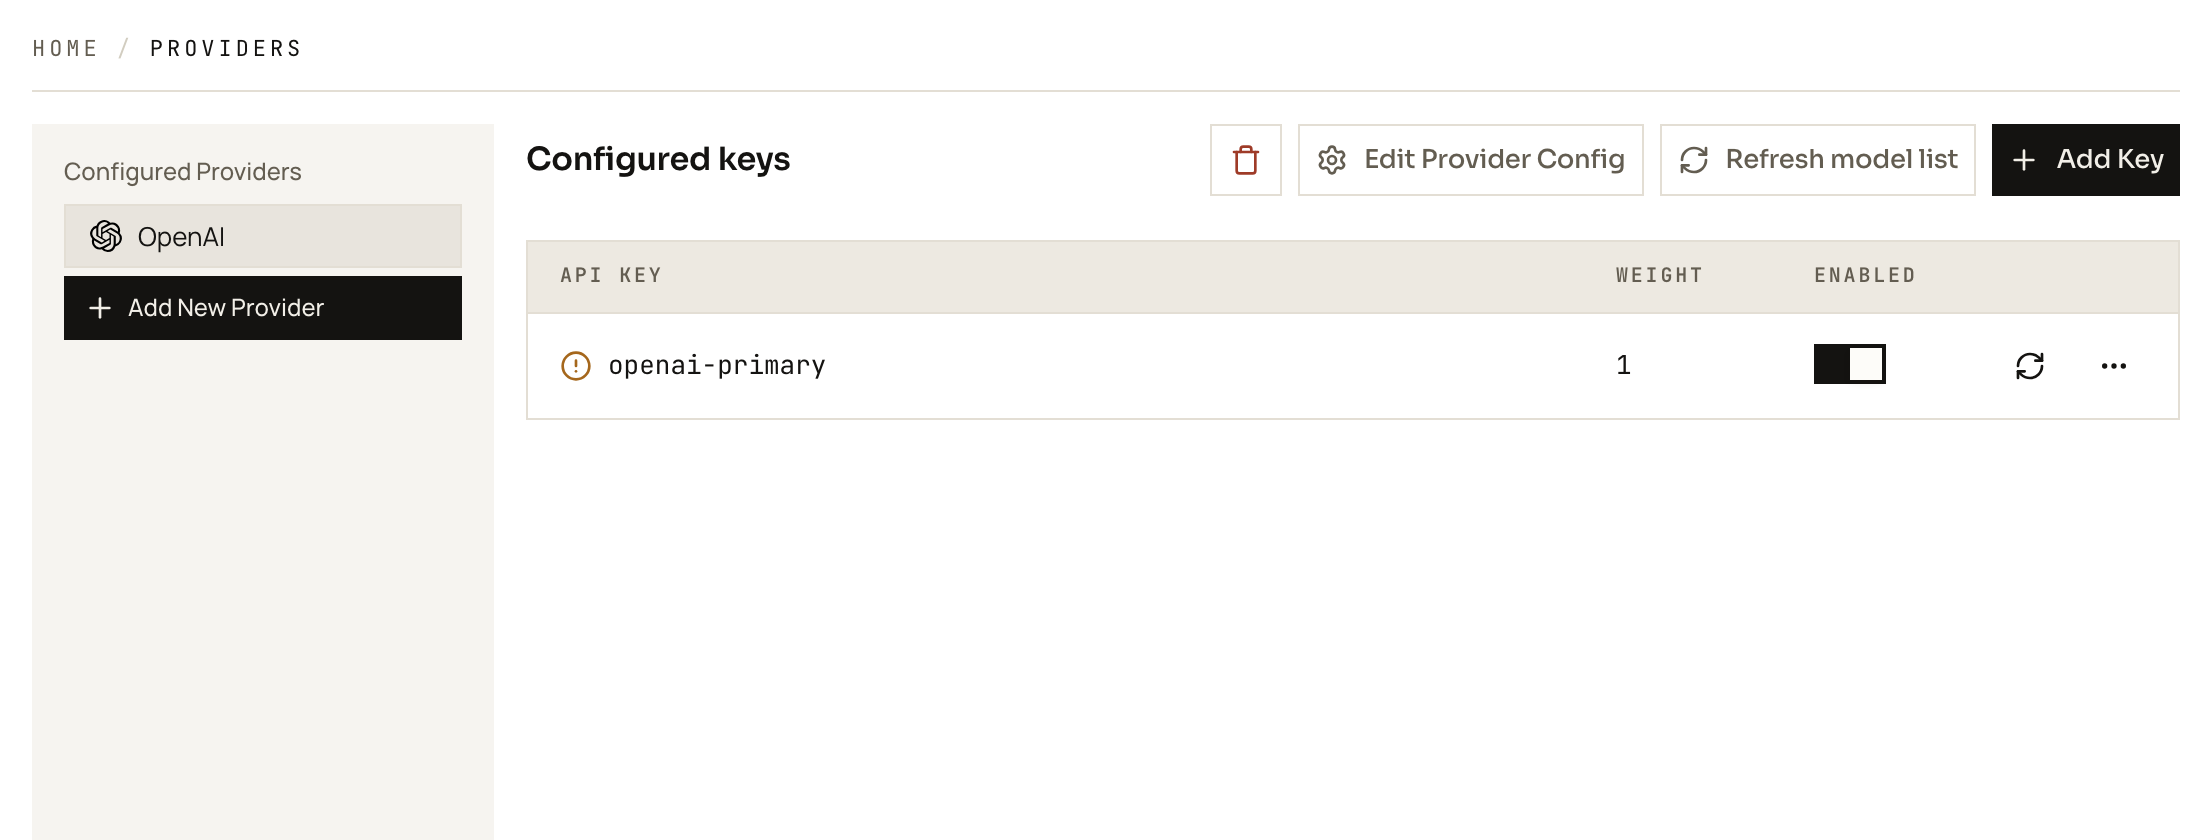 HOME / PROVIDERS
Configured Providers
OpenAI
Add New Provider
Configured keys
Edit Provider Config
Refresh model list
Add Key
API KEY WEIGHT ENABLED
openai-primary 1